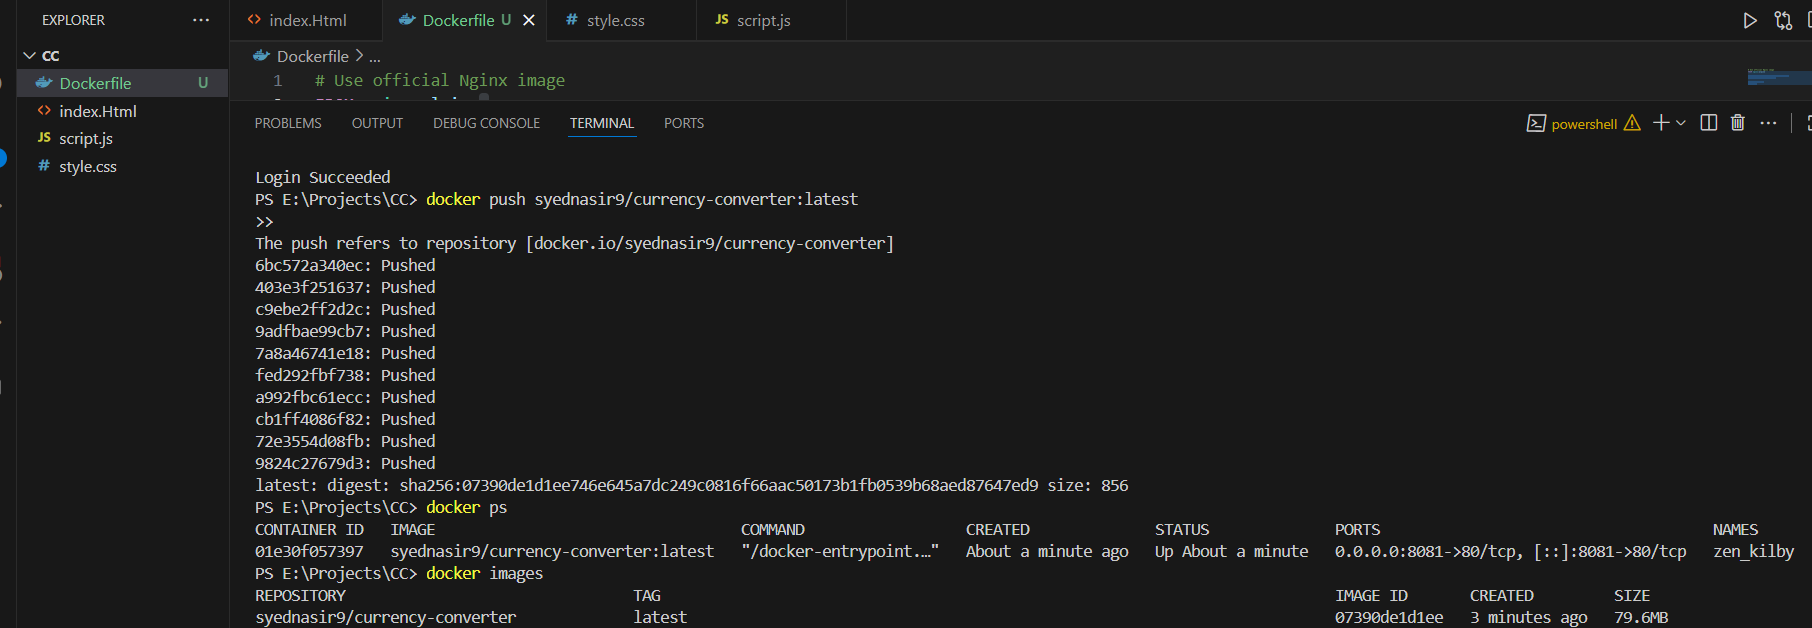 EXPLORER ...
index.Html
Dockerfile U
# style.css
JS script.js
CC
Dockerfile > ...
Dockerfile U
1 # Use official Nginx image
index.Html
JS script.js
# style.css
PROBLEMS OUTPUT DEBUG CONSOLE TERMINAL PORTS
powershell
Login Succeeded
PS E:\Projects\CC> docker push syednasir9/currency-converter:latest
>>
The push refers to repository [docker.io/syednasir9/currency-converter]
6bc572a340ec: Pushed
403e3f251637: Pushed
c9ebe2ff2d2c: Pushed
9adfbae99cb7: Pushed
7a8a46741e18: Pushed
fed292fbf738: Pushed
a992fbc61ecc: Pushed
cb1ff4086f82: Pushed
72e3554d08fb: Pushed
9824c27679d3: Pushed
latest: digest: sha256:07390de1d1ee746e645a7dc249c0816f66aac50173b1fb0539b68aed87647ed9 size: 856
PS E:\Projects\CC> docker ps
CONTAINER ID IMAGE COMMAND CREATED STATUS PORTS NAMES
01e30f057397 syednasir9/currency-converter:latest "/docker-entrypoint.…" About a minute ago Up About a minute 0.0.0.0:8081->80/tcp, [::]:8081->80/tcp zen_kilby
PS E:\Projects\CC> docker images
REPOSITORY TAG IMAGE ID CREATED SIZE
syednasir9/currency-converter latest 07390de1d1ee 3 minutes ago 79.6MB